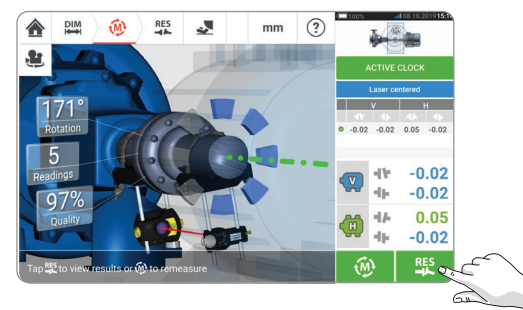 DIM
M
RES
mm
?
100% 08.10.2019 15:14
171°
Rotation
5
Readings
97%
Quality
Tap RES to view results or M to remeasure
ACTIVE CLOCK
Laser centered
V H
-0.02 -0.02 0.05 -0.02
V
-0.02
-0.02
H
0.05
-0.02
M
RES